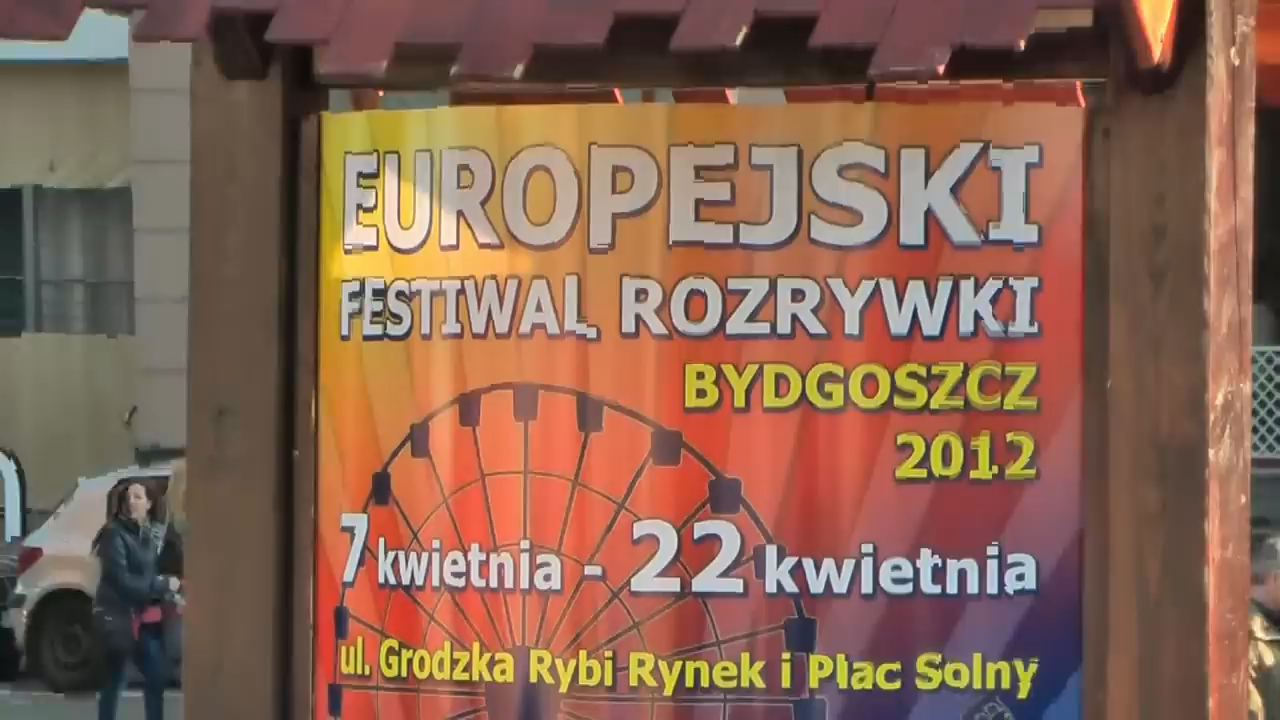 EUROPEJSKI
FESTIWAL ROZRYWKI
BYDGOSZCZ
2012
7 kwietnia - 22 kwietnia
ul. Grodzka Rybi Rynek i Plac Solny